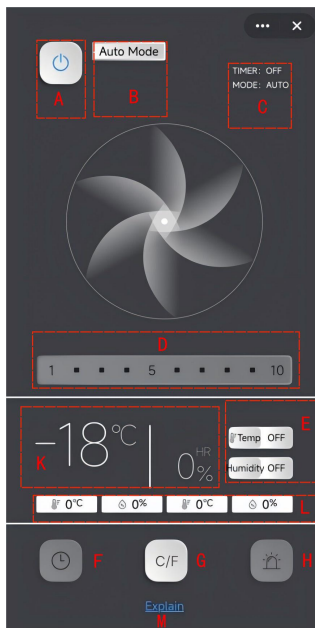 Auto Mode
TIMER: OFF
MODE: AUTO
A
B
C
D
1 5 10
E
-18°C
HR
0%
K
Temp OFF
Humidity OFF
0°C 0% 0°C 0%
L
F
C/F
G
H
Explain
M